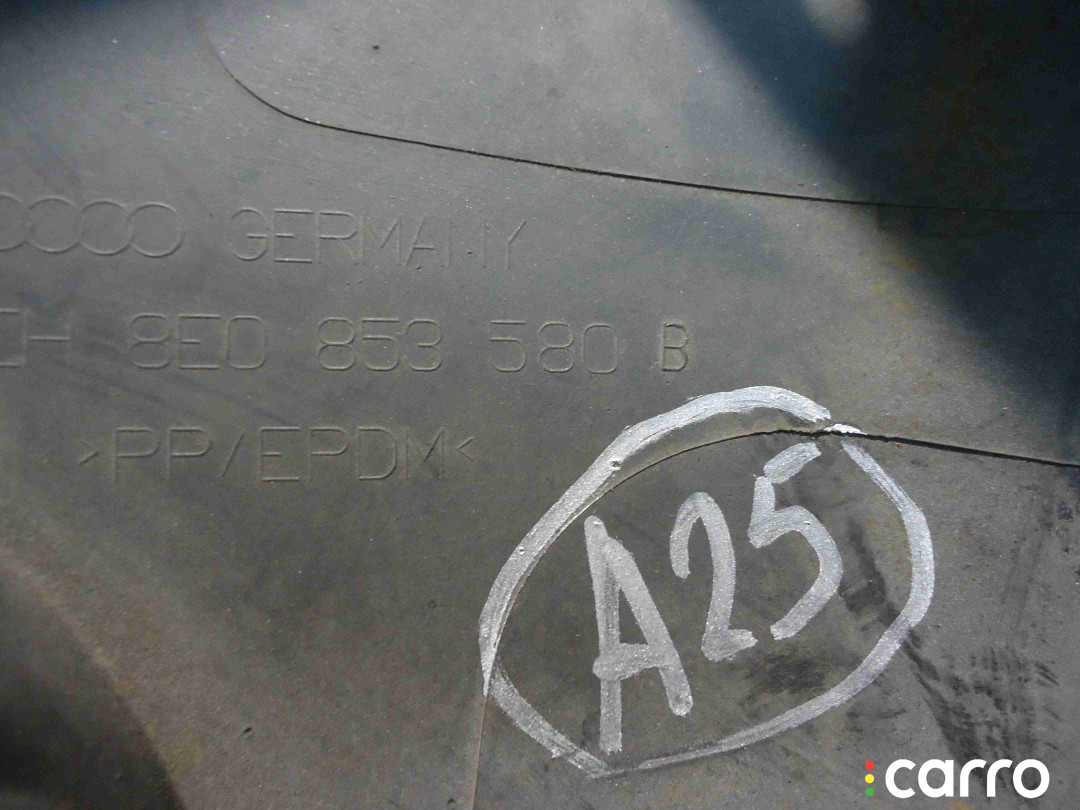 GERMANY
8E0 853 580 B
>PP/EPDM<
A25
carro